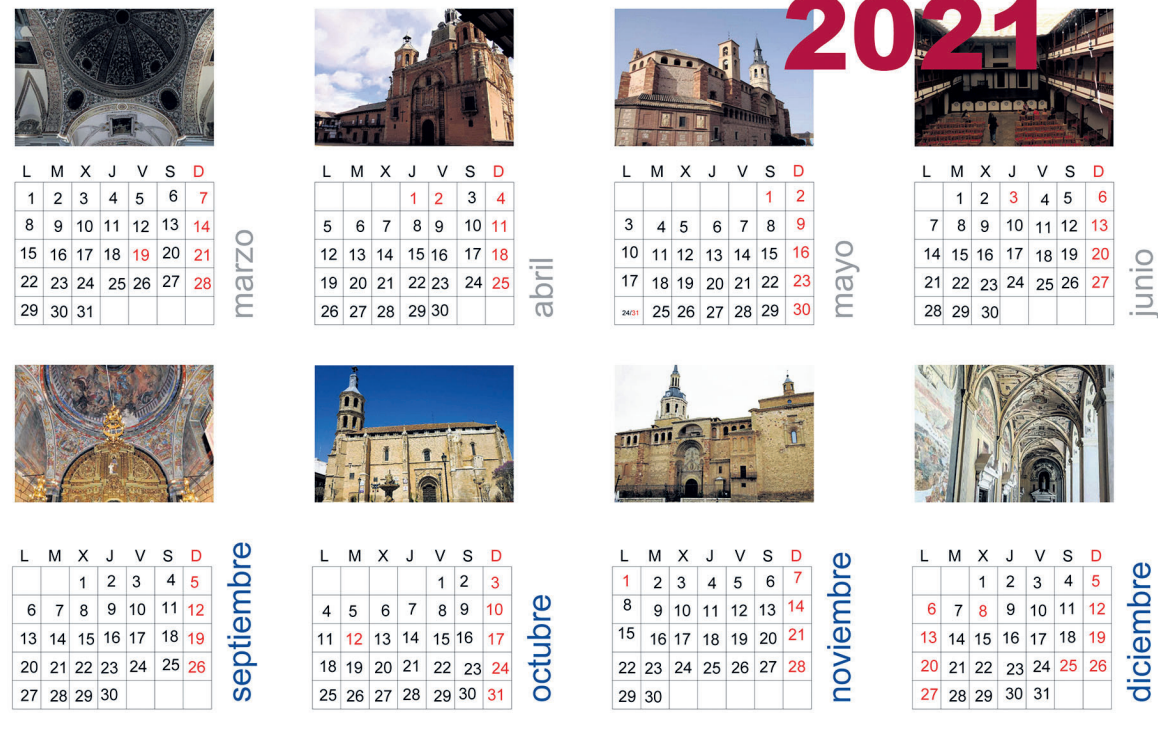 2021
L M X J V S D
1 2 3 4 5 6 7
8 9 10 11 12 13 14
15 16 17 18 19 20 21
22 23 24 25 26 27 28
29 30 31
marzo
L M X J V S D
1 2 3 4
5 6 7 8 9 10 11
12 13 14 15 16 17 18
19 20 21 22 23 24 25
26 27 28 29 30
abril
L M X J V S D
1 2
3 4 5 6 7 8 9
10 11 12 13 14 15 16
17 18 19 20 21 22 23
24/31 25 26 27 28 29 30
mayo
L M X J V S D
1 2 3 4 5 6
7 8 9 10 11 12 13
14 15 16 17 18 19 20
21 22 23 24 25 26 27
28 29 30
junio
L M X J V S D
1 2 3 4 5
6 7 8 9 10 11 12
13 14 15 16 17 18 19
20 21 22 23 24 25 26
27 28 29 30
septiembre
L M X J V S D
1 2 3
4 5 6 7 8 9 10
11 12 13 14 15 16 17
18 19 20 21 22 23 24
25 26 27 28 29 30 31
octubre
L M X J V S D
1 2 3 4 5 6 7
8 9 10 11 12 13 14
15 16 17 18 19 20 21
22 23 24 25 26 27 28
29 30
noviembre
L M X J V S D
1 2 3 4 5
6 7 8 9 10 11 12
13 14 15 16 17 18 19
20 21 22 23 24 25 26
27 28 29 30 31
diciembre